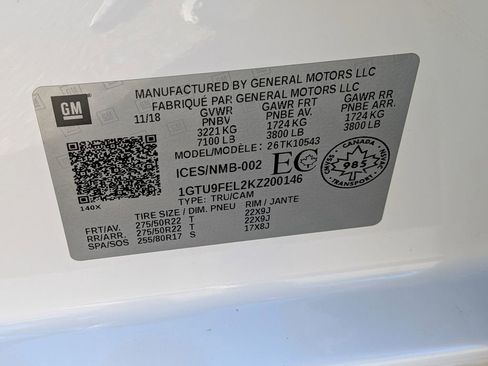 GM
MANUFACTURED BY GENERAL MOTORS LLC
FABRIQUÉ PAR GENERAL MOTORS LLC
11/18
GVWR GAWR FRT GAWR RR
PNBV PNBE AV. PNBE ARR.
3221 KG 1724 KG 1724 KG
7100 LB 3800 LB 3800 LB
MODEL/MODÈLE: 26TK10543
ICES/NMB-002 EC
CANADA
985
1GTU9FEL2KZ200146
140X
TYPE: TRU/CAM
TIRE SIZE / DIM. PNEU RIM / JANTE
FRT/AV. 275/50R22 T 22X9J
RR/ARR. 275/50R22 T 22X9J
SPA/SOS 255/80R17 S 17X8J